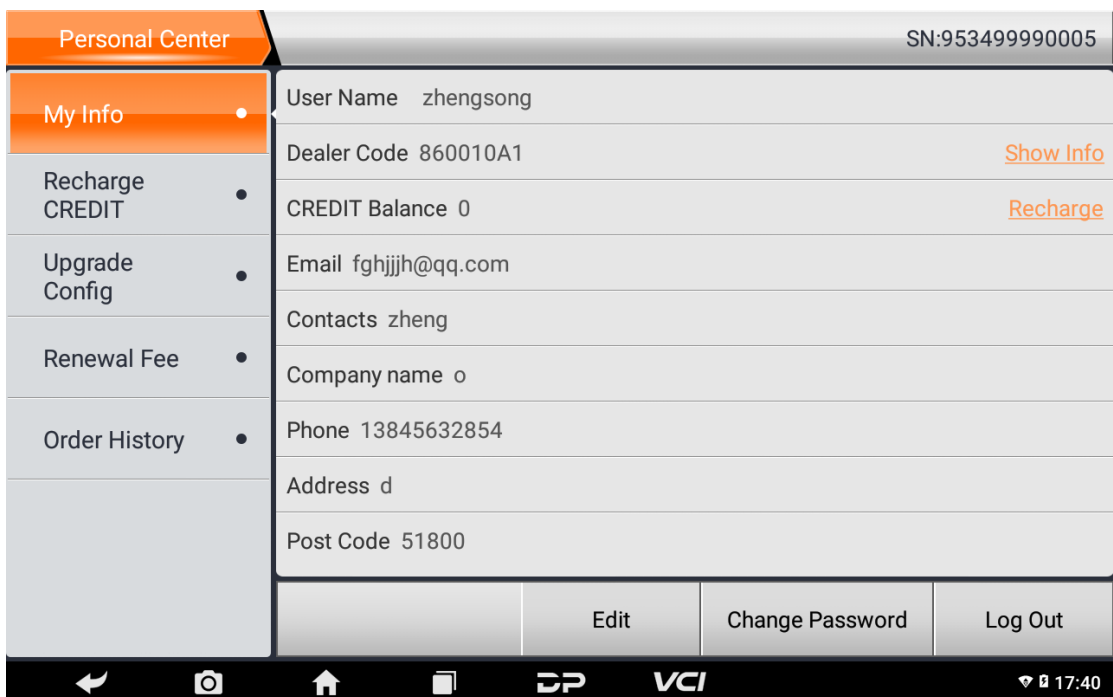 Personal Center
SN:953499990005
My Info
Recharge
CREDIT
Upgrade
Config
Renewal Fee
Order History
User Name zhengsong
Dealer Code 860010A1 Show Info
CREDIT Balance 0 Recharge
Email fghjjjh@qq.com
Contacts zheng
Company name o
Phone 13845632854
Address d
Post Code 51800
Edit Change Password Log Out
DP VCI 17:40